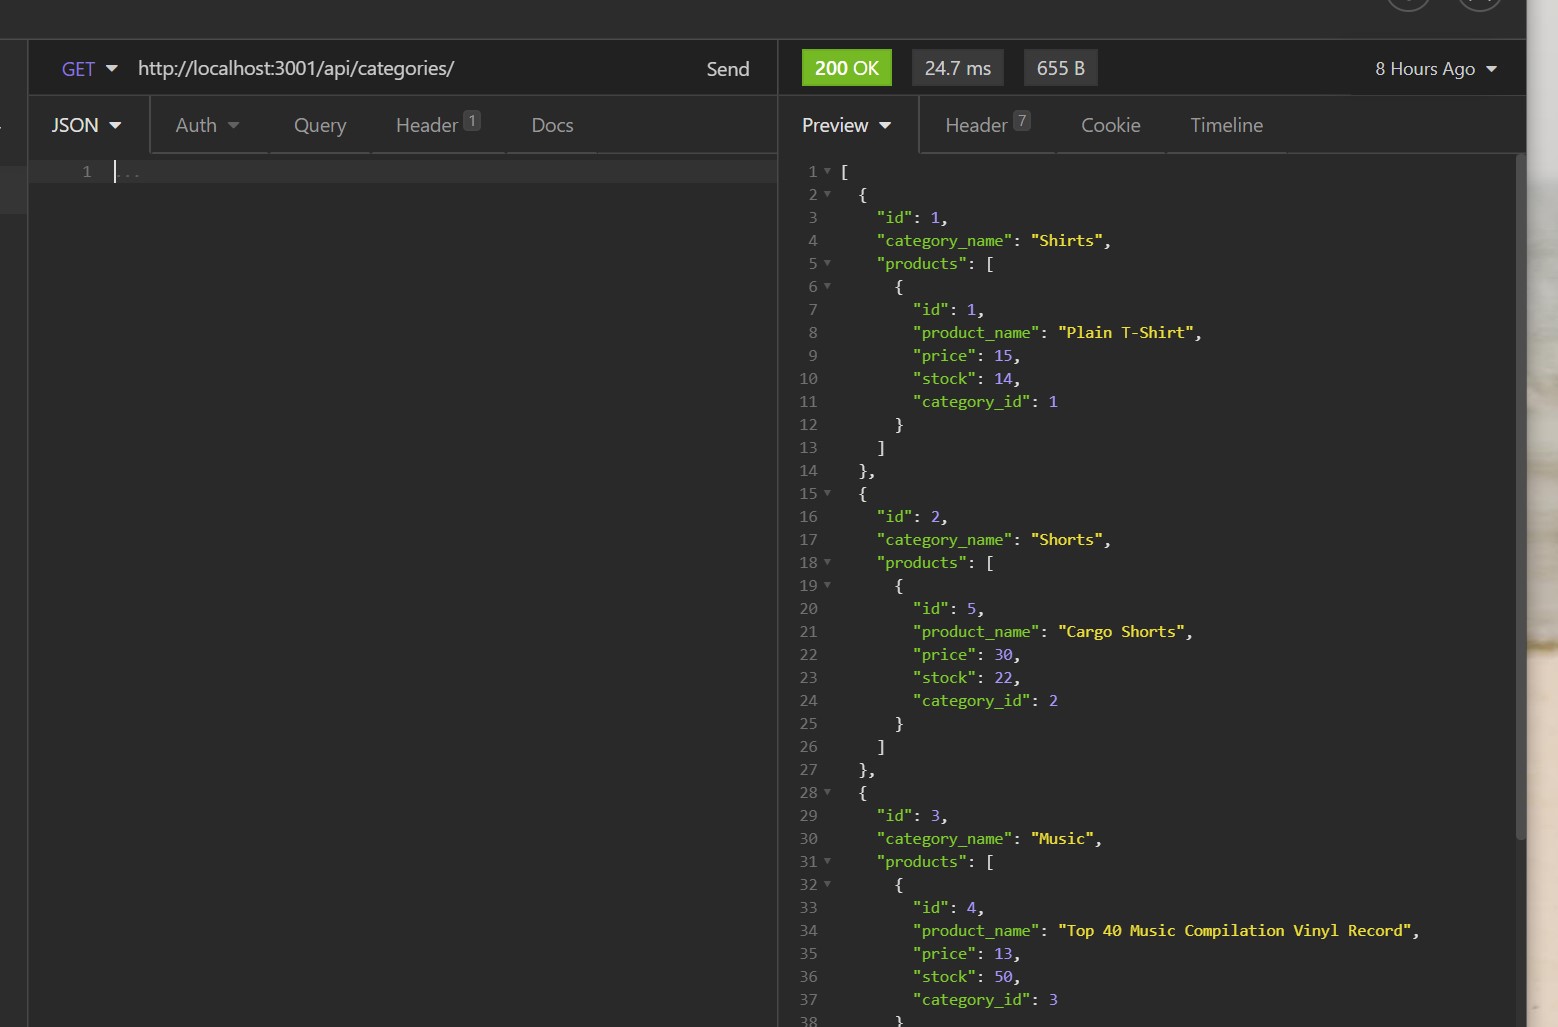 GET http://localhost:3001/api/categories/ Send 200 OK 24.7 ms 655 B 8 Hours Ago
JSON Auth Query Header 1 Docs Preview Header 7 Cookie Timeline
1 ...
1 [
2 {
3 "id": 1,
4 "category_name": "Shirts",
5 "products": [
6 {
7 "id": 1,
8 "product_name": "Plain T-Shirt",
9 "price": 15,
10 "stock": 14,
11 "category_id": 1
12 }
13 ]
14 },
15 {
16 "id": 2,
17 "category_name": "Shorts",
18 "products": [
19 {
20 "id": 5,
21 "product_name": "Cargo Shorts",
22 "price": 30,
23 "stock": 22,
24 "category_id": 2
25 }
26 ]
27 },
28 {
29 "id": 3,
30 "category_name": "Music",
31 "products": [
32 {
33 "id": 4,
34 "product_name": "Top 40 Music Compilation Vinyl Record",
35 "price": 13,
36 "stock": 50,
37 "category_id": 3
38 }